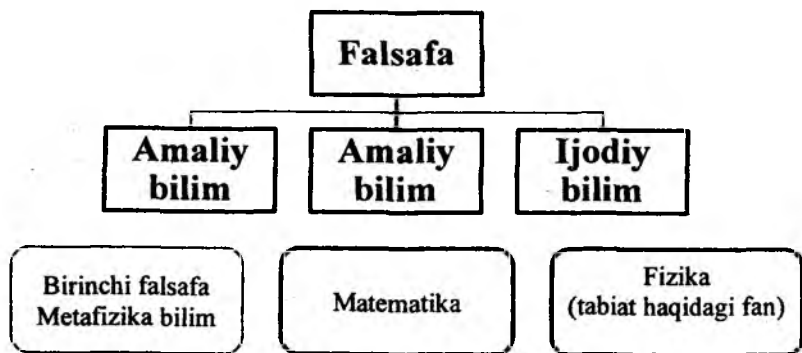 Falsafa
Amaliy
bilim
Amaliy
bilim
Ijodiy
bilim
Birinchi falsafa
Metafizika bilim
Matematika
Fizika
(tabiat haqidagi fan)